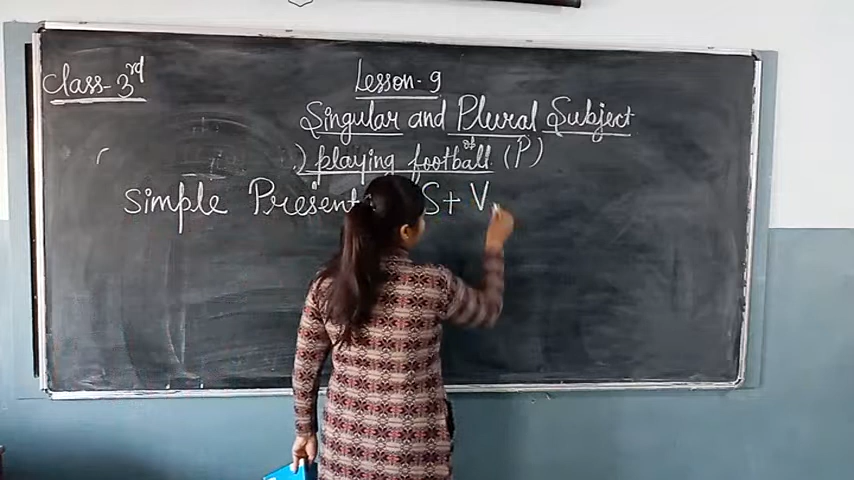 Class-3rd
Lesson-9
Singular and Plural Subject
of
.) playing football (P)
Simple Present S+ V